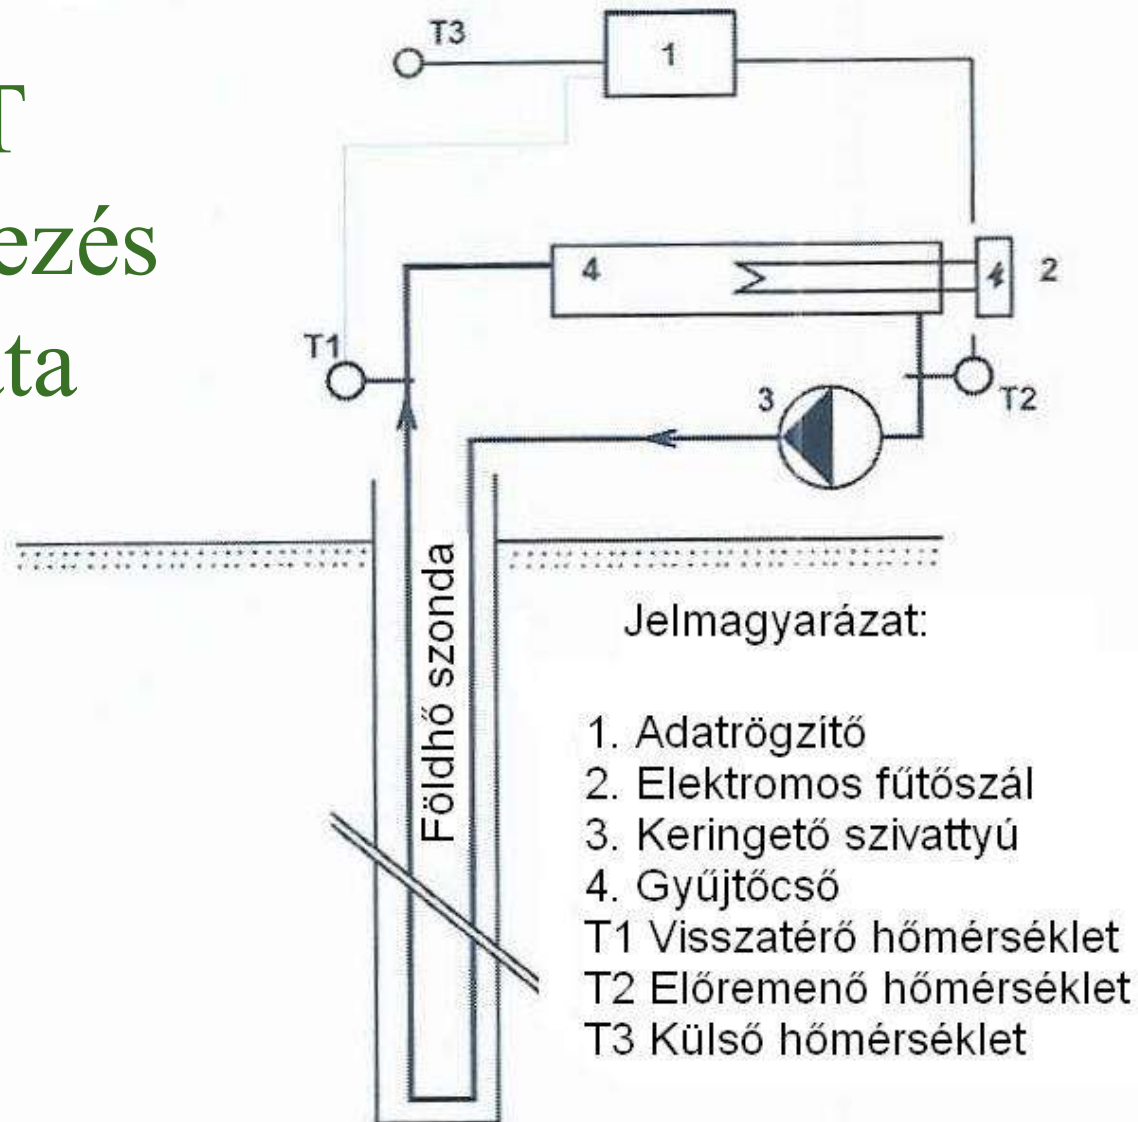 T
ezés
ta
T3
1
4
2
T1
3
T2
Földhő szonda
Jelmagyarázat:
1. Adatrögzítő
2. Elektromos fűtőszál
3. Keringető szivattyú
4. Gyűjtőcső
T1 Visszatérő hőmérséklet
T2 Előremenő hőmérséklet
T3 Külső hőmérséklet